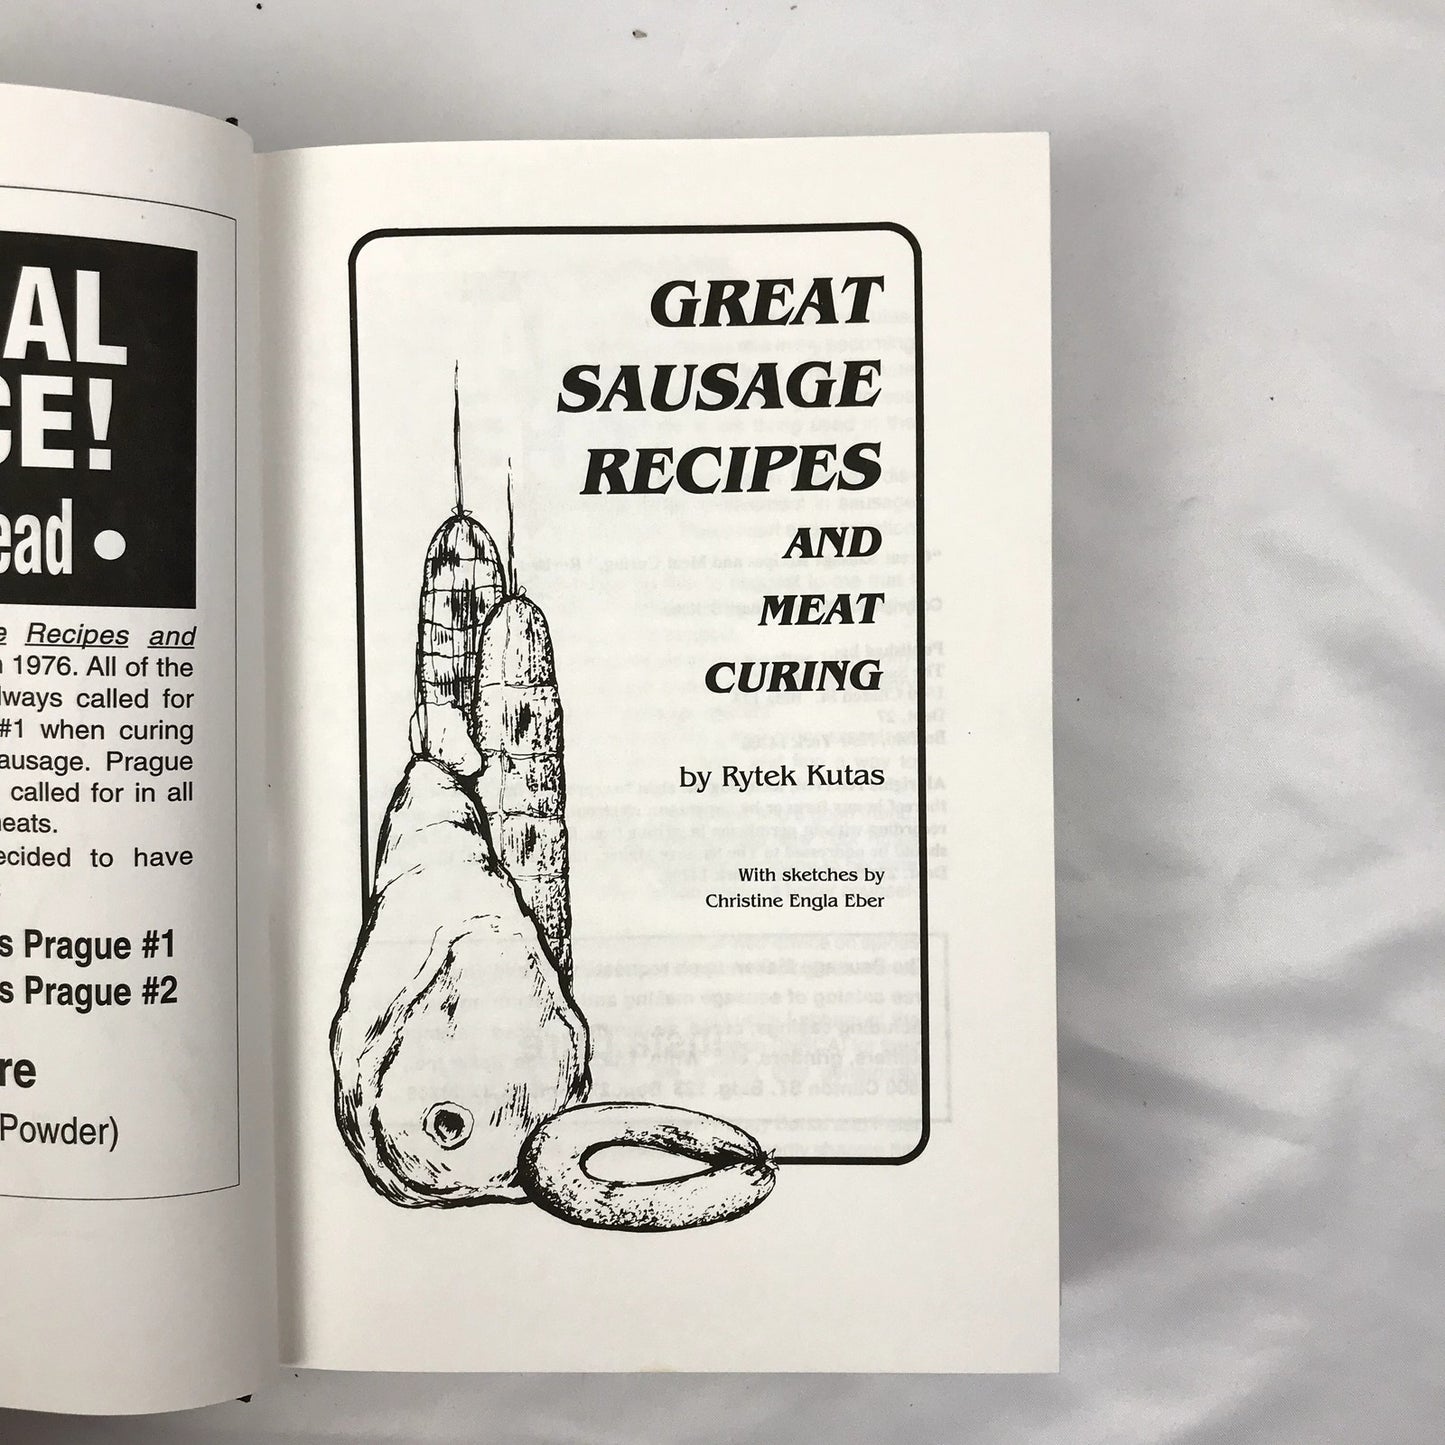 AL
CE!
ead •
Recipes and
1976. All of the
lways called for
#1 when curing
ausage. Prague
called for in all
eats.
ecided to have
s Prague #1
s Prague #2
re
Powder)
GREAT
SAUSAGE
RECIPES
AND
MEAT
CURING
by Rytek Kutas
With sketches by
Christine Engla Eber